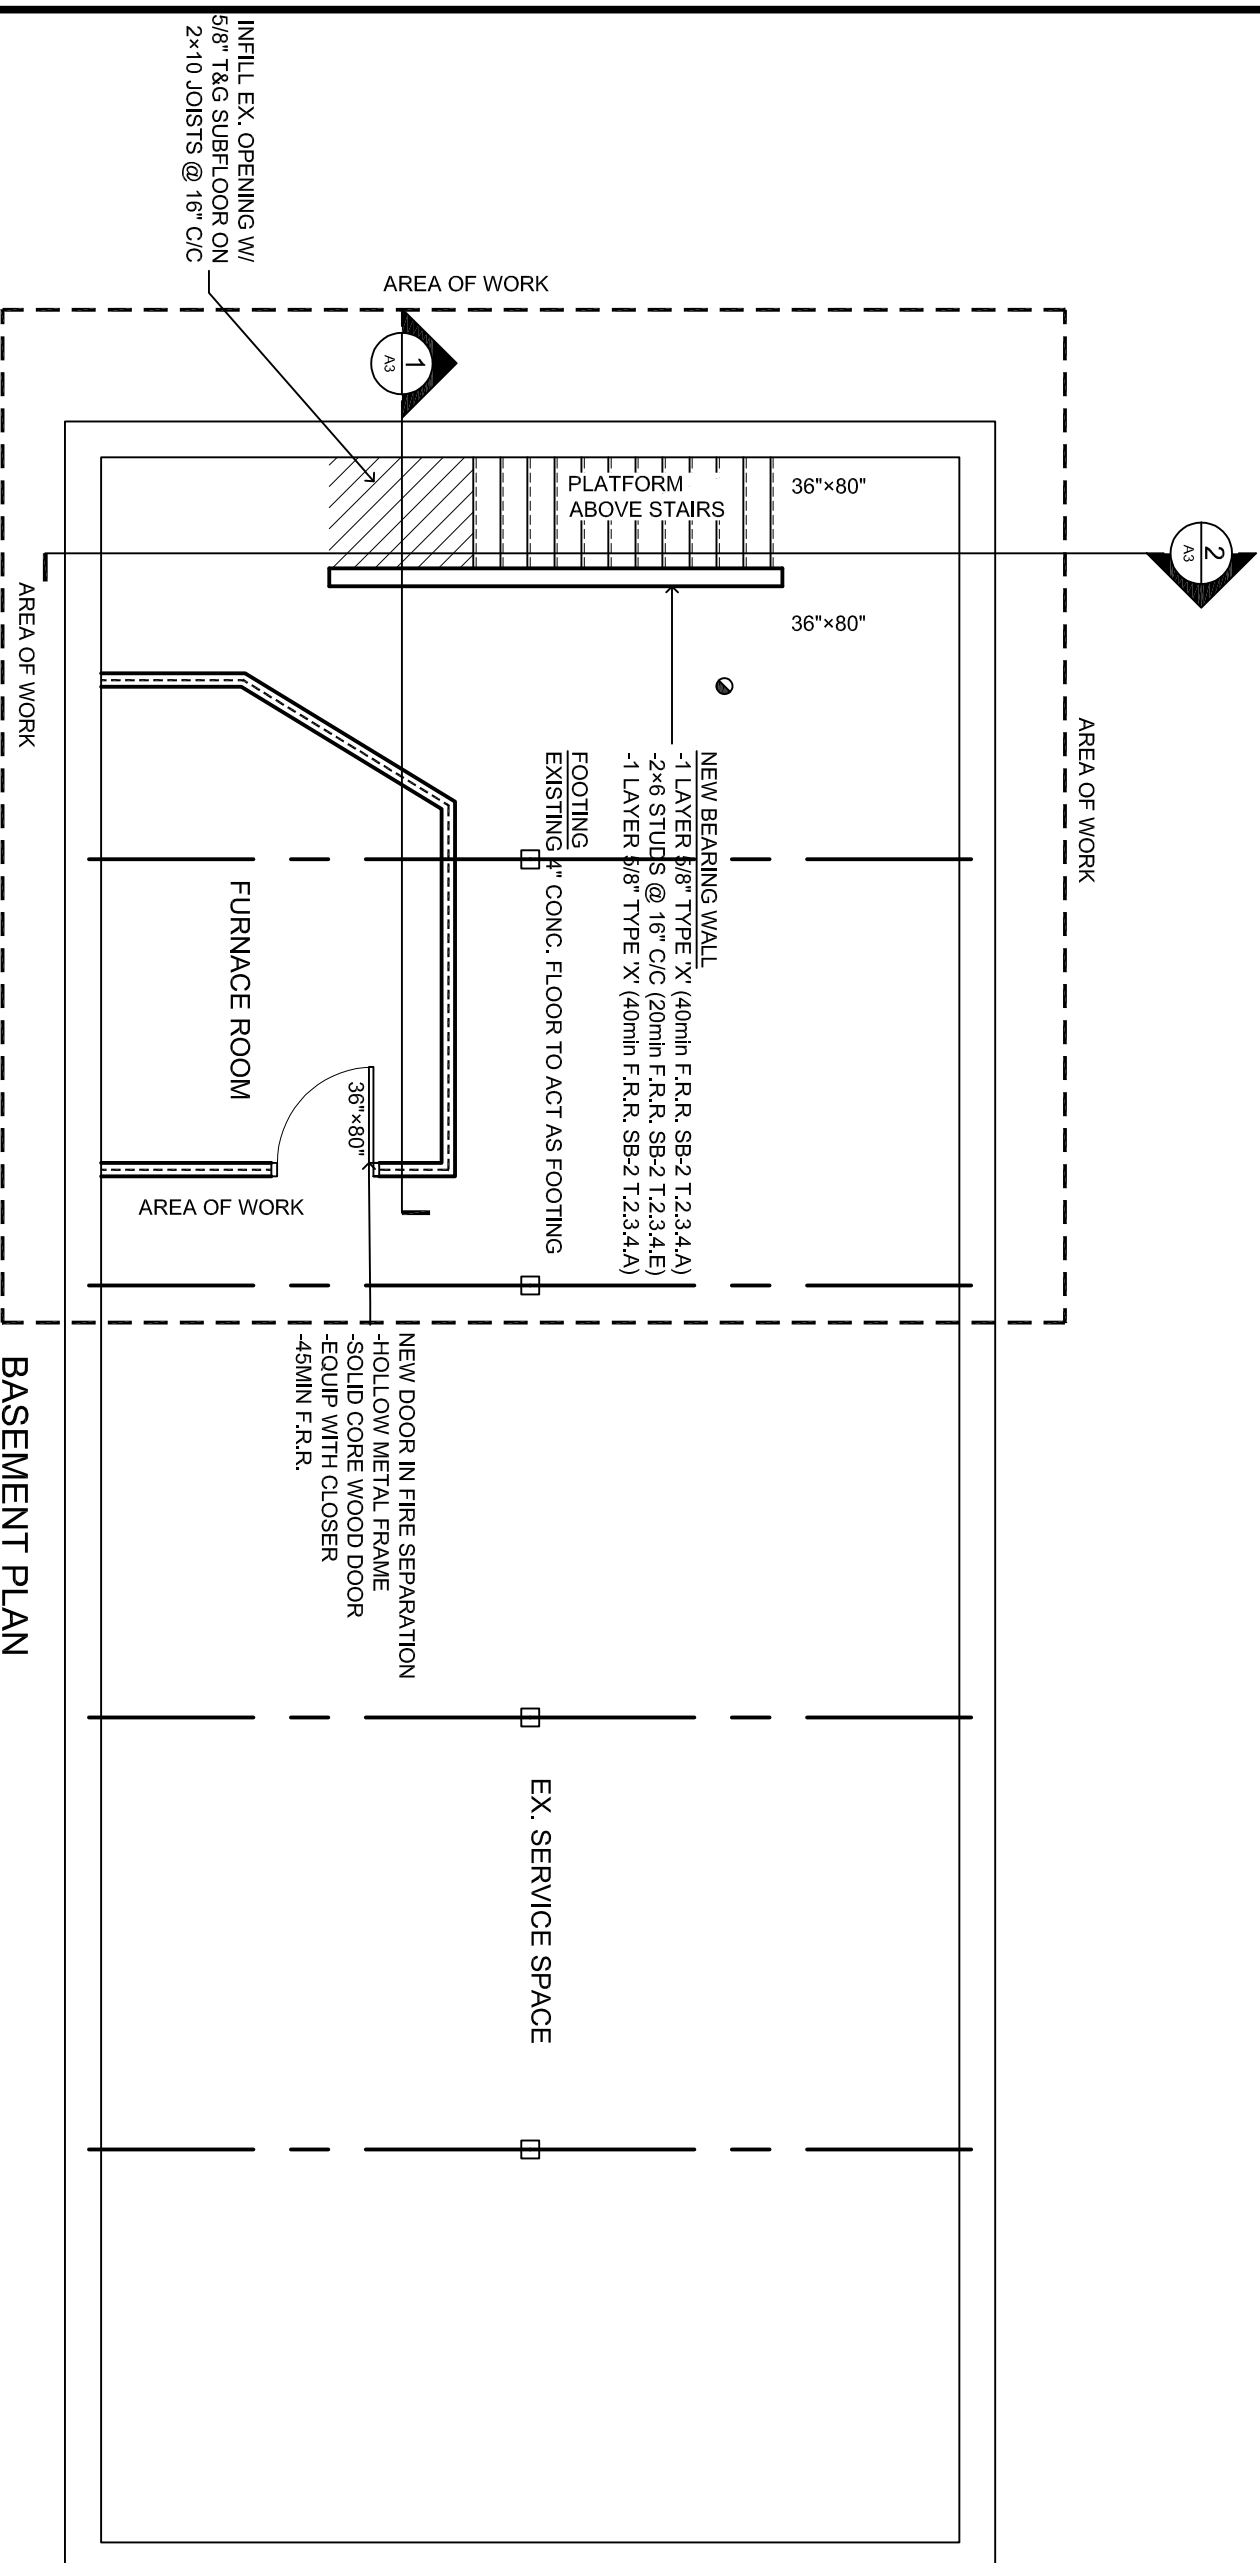 INFILL EX. OPENING W/
5/8" T&G SUBFLOOR ON
2×10 JOISTS @ 16" C/C
AREA OF WORK
1
A3
2
A3
PLATFORM
ABOVE STAIRS
36"×80"
36"×80"
AREA OF WORK
AREA OF WORK
NEW BEARING WALL
-1 LAYER 5/8" TYPE 'X' (40min F.R.R. SB-2 T.2.3.4.A)
-2×6 STUDS @ 16" C/C (20min F.R.R. SB-2 T.2.3.4.E)
-1 LAYER 5/8" TYPE 'X' (40min F.R.R. SB-2 T.2.3.4.A)
FOOTING
EXISTING 4" CONC. FLOOR TO ACT AS FOOTING
FURNACE ROOM
36"×80"
AREA OF WORK
NEW DOOR IN FIRE SEPARATION
-HOLLOW METAL FRAME
-SOLID CORE WOOD DOOR
-EQUIP WITH CLOSER
-45MIN F.R.R.
EX. SERVICE SPACE
BASEMENT PLAN